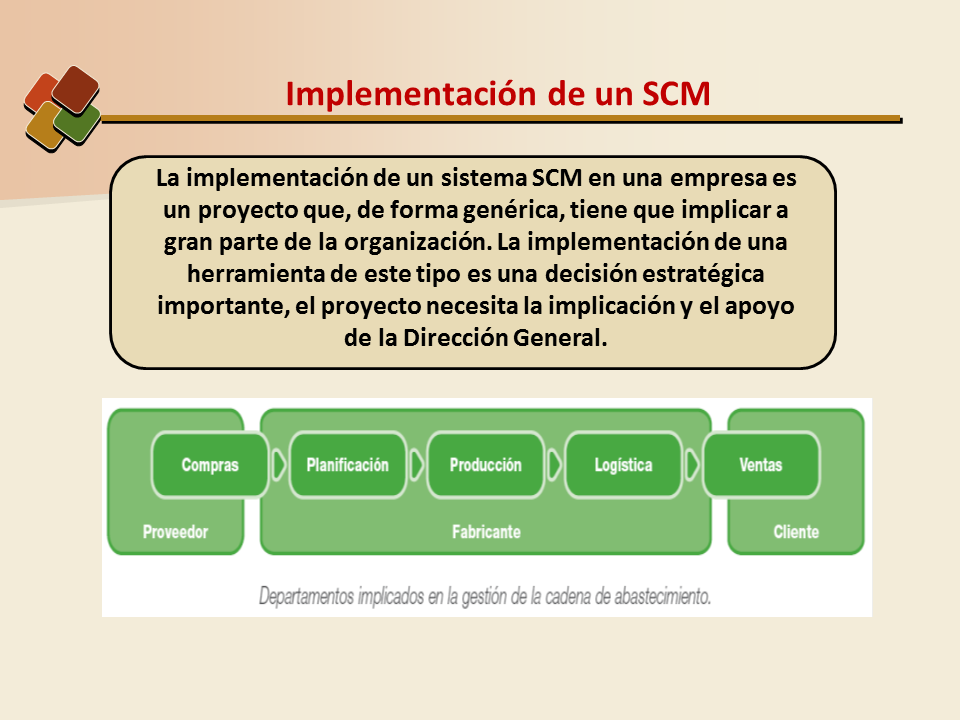 Implementación de un SCM
La implementación de un sistema SCM en una empresa es
un proyecto que, de forma genérica, tiene que implicar a
gran parte de la organización. La implementación de una
herramienta de este tipo es una decisión estratégica
importante, el proyecto necesita la implicación y el apoyo
de la Dirección General.
Compras Planificación Producción Logística Ventas
Proveedor Fabricante Cliente
Departamentos implicados en la gestión de la cadena de abastecimiento.